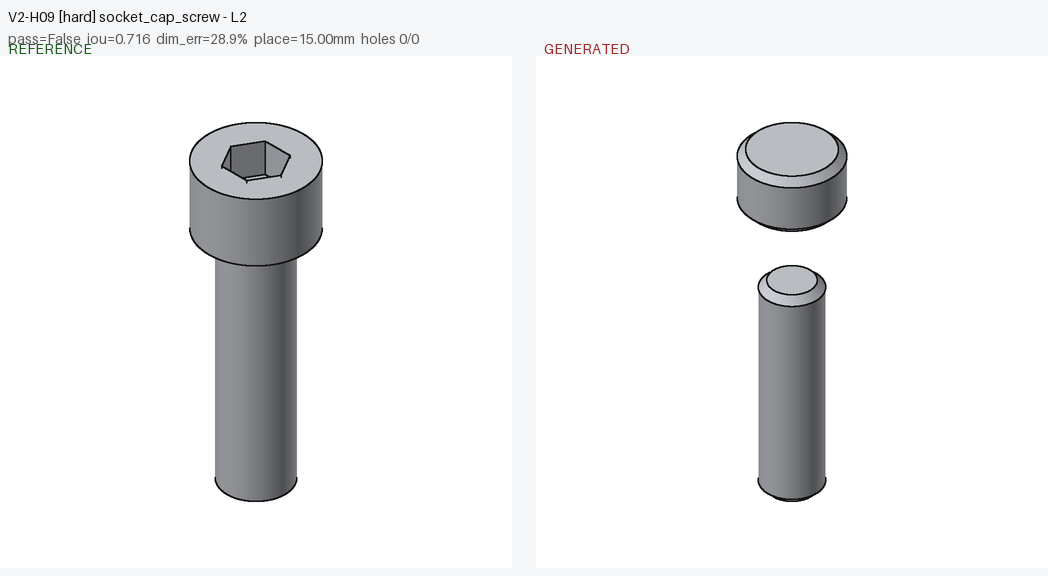 V2-H09 [hard] socket_cap_screw - L2
pass=False iou=0.716 dim_err=28.9% place=15.00mm holes 0/0
REFERENCE
GENERATED